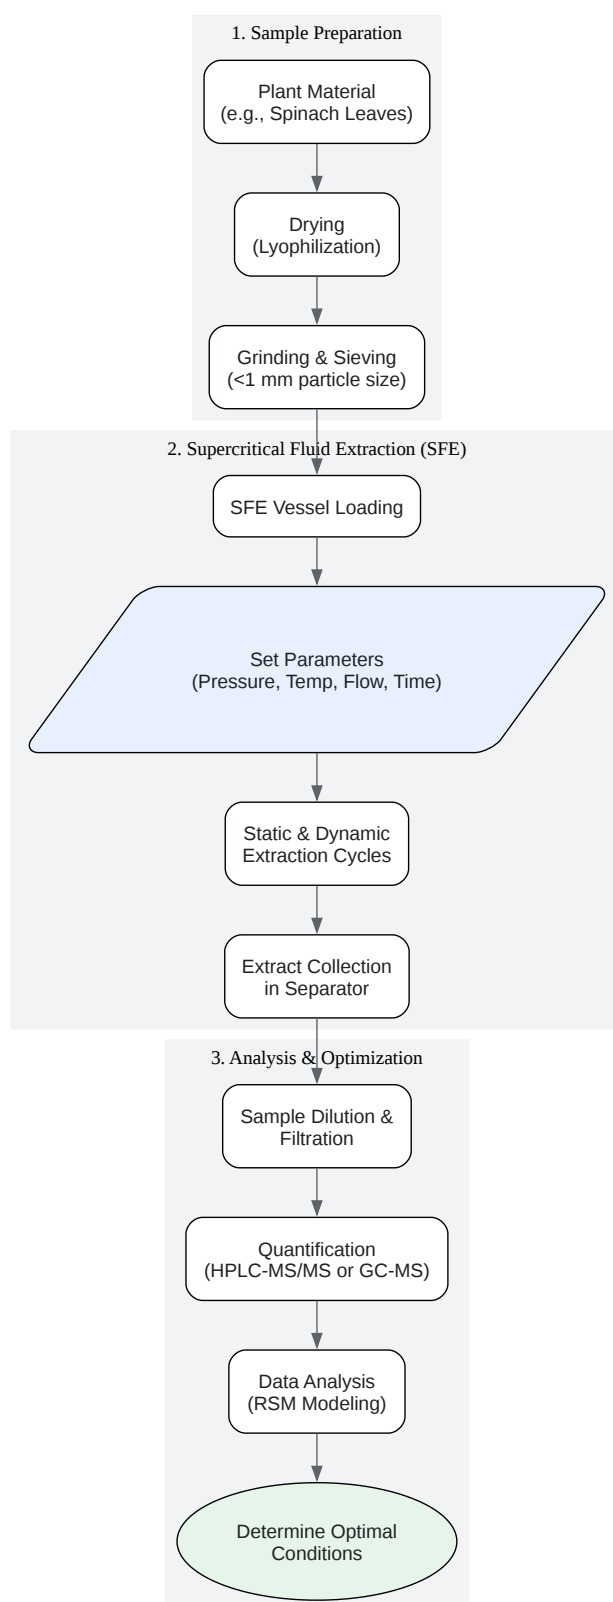 1. Sample Preparation
Plant Material
(e.g., Spinach Leaves)
Drying
(Lyophilization)
Grinding & Sieving
(<1 mm particle size)
2. Supercritical Fluid Extraction (SFE)
SFE Vessel Loading
Set Parameters
(Pressure, Temp, Flow, Time)
Static & Dynamic
Extraction Cycles
Extract Collection
in Separator
3. Analysis & Optimization
Sample Dilution &
Filtration
Quantification
(HPLC-MS/MS or GC-MS)
Data Analysis
(RSM Modeling)
Determine Optimal
Conditions